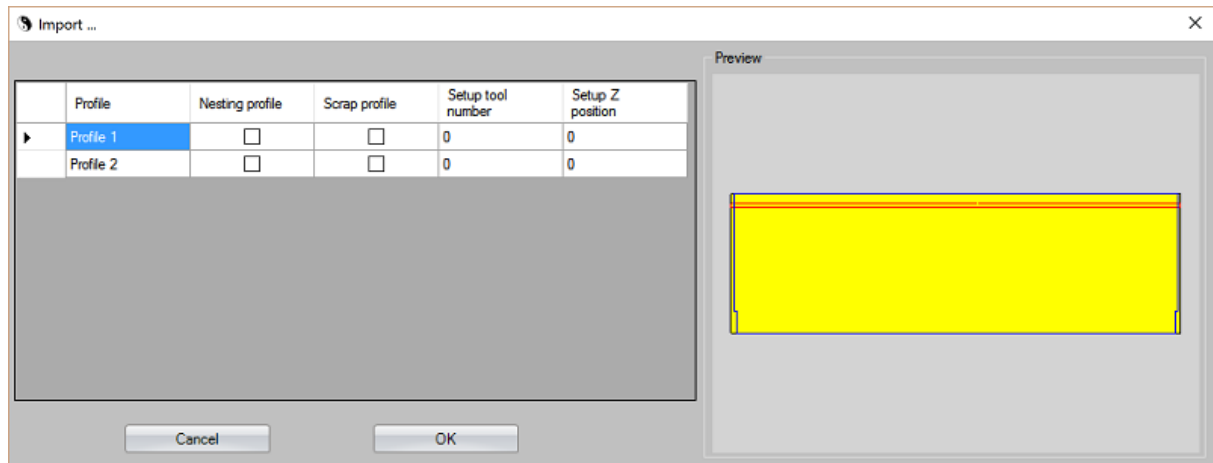 Import ...
Preview
Profile Nesting profile Scrap profile Setup tool number Setup Z position
Profile 1 0 0
Profile 2 0 0
Cancel OK